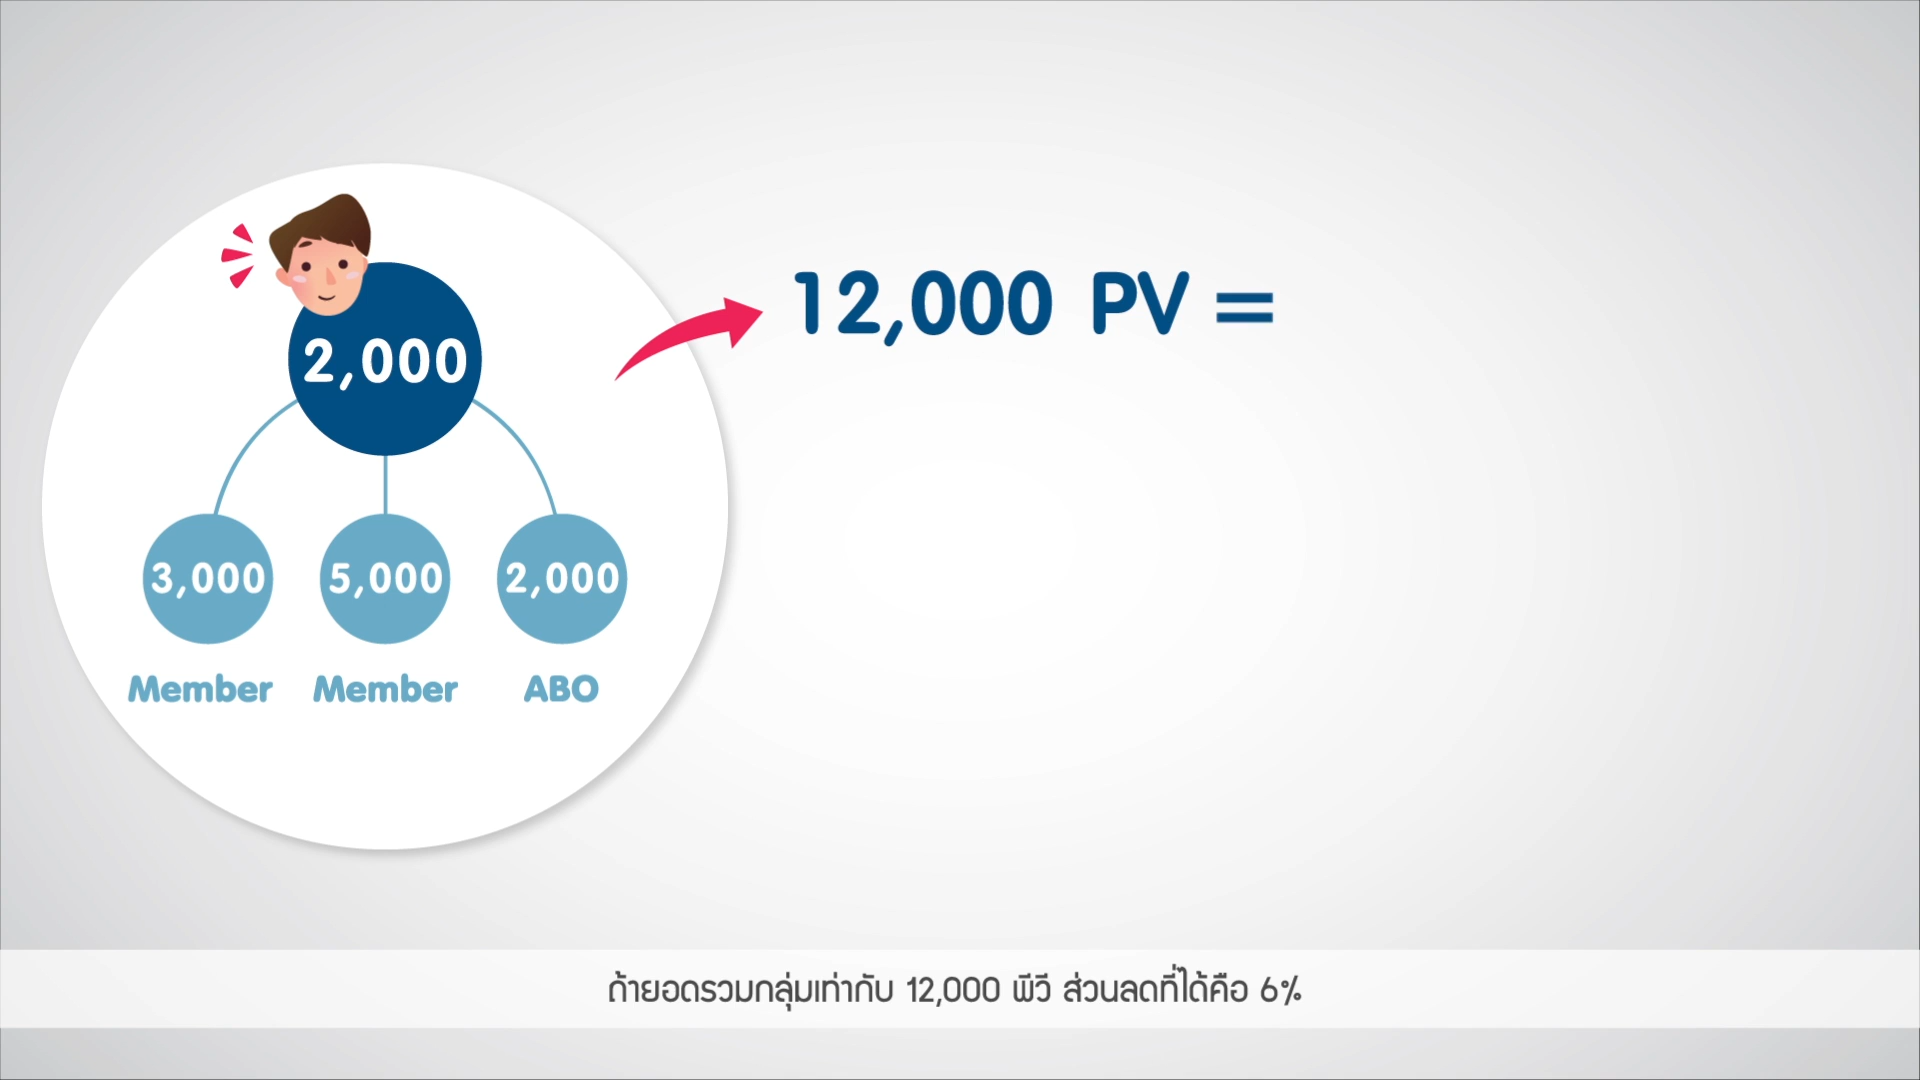 2,000
12,000 PV =
3,000 5,000 2,000
Member Member ABO
ถ้ายอดรวมกลุ่มเท่ากับ 12,000 พีวี ส่วนลดที่ได้คือ 6%